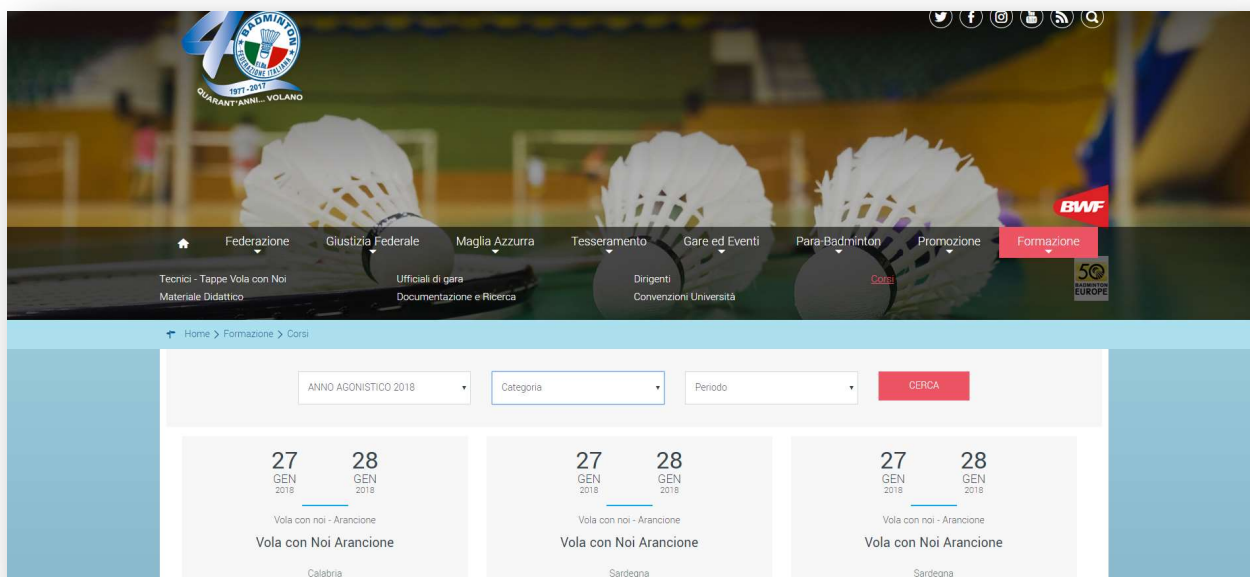 40
BADMINTON
FEDERAZIONE ITALIANA
1977-2017
QUARANT'ANNI... VOLANO
BWF
Federazione Giustizia Federale Maglia Azzurra Tesseramento Gare ed Eventi Para-Badminton Promozione Formazione
Tecnici - Tappe Vola con Noi Ufficiali di gara Dirigenti Corsi
Materiale Didattico Documentazione e Ricerca Convenzioni Università
50
BADMINTON
EUROPE
Home > Formazione > Corsi
ANNO AGONISTICO 2018 Categoria Periodo CERCA
27 28 27 28 27 28
GEN GEN GEN GEN GEN GEN
2018 2018 2018 2018 2018 2018
Vola con noi - Arancione Vola con noi - Arancione Vola con noi - Arancione
Vola con Noi Arancione Vola con Noi Arancione Vola con Noi Arancione
Calabria Sardegna Sardegna